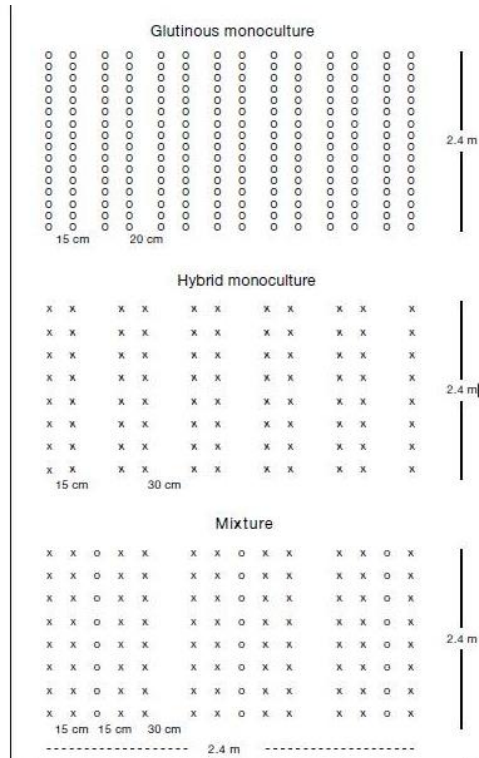 Glutinous monoculture
2.4 m
15 cm 20 cm
Hybrid monoculture
2.4 m
15 cm 30 cm
Mixture
2.4 m
15 cm 15 cm 30 cm
2.4 m